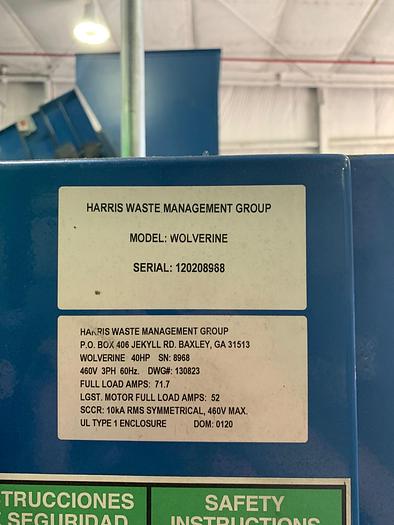 HARRIS WASTE MANAGEMENT GROUP
MODEL: WOLVERINE
SERIAL: 120208988
HARRIS WASTE MANAGEMENT GROUP
P.O. BOX 406 JEKYLL RD. BAXLEY, GA 31513
WOLVERINE 40HP SN: 8968
460V 3PH 60Hz. DWG#: 130823
FULL LOAD AMPS: 71.7
LGST. MOTOR FULL LOAD AMPS: 52
SCCR: 10kA RMS SYMMETRICAL, 460V MAX.
UL TYPE 1 ENCLOSURE DOM: 0120
TRUCCIONES
SEGURIDAD
SAFETY
INSTRUCTIONS